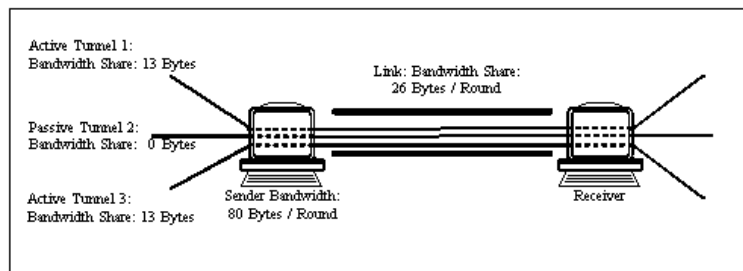 Active Tunnel 1:
Bandwidth Share: 13 Bytes
Link: Bandwidth Share:
26 Bytes / Round
Passive Tunnel 2:
Bandwidth Share: 0 Bytes
Active Tunnel 3:
Bandwidth Share: 13 Bytes
Sender Bandwidth:
80 Bytes / Round
Receiver